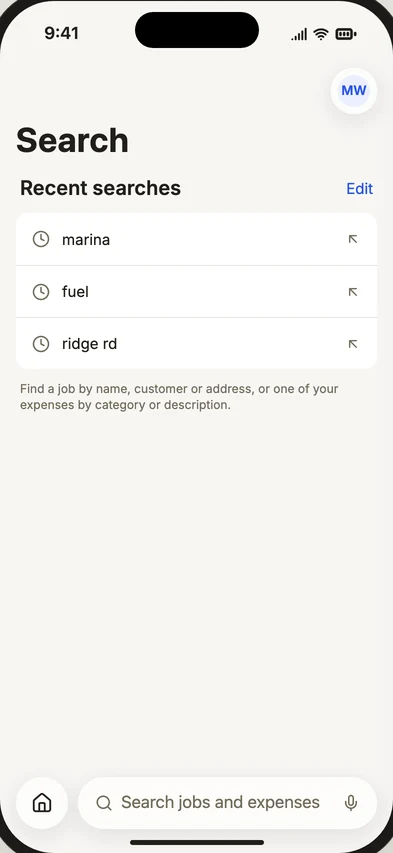 9:41
MW
Search
Recent searches
Edit
marina
fuel
ridge rd
Find a job by name, customer or address, or one of your
expenses by category or description.
Search jobs and expenses